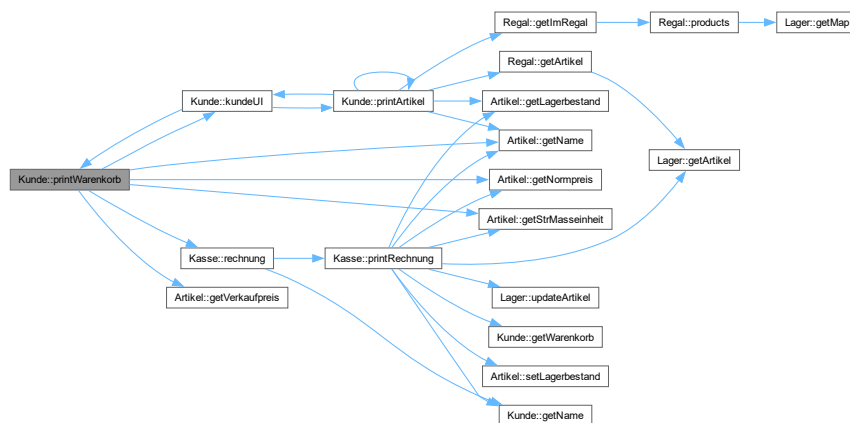 Regal::getImRegal
Regal::products
Lager::getMap
Regal::getArtikel
Kunde::kundeUI
Kunde::printArtikel
Artikel::getLagerbestand
Artikel::getName
Lager::getArtikel
Kunde::printWarenkorb
Artikel::getNormpreis
Artikel::getStrMasseinheit
Kasse::rechnung
Kasse::printRechnung
Artikel::getVerkaufpreis
Lager::updateArtikel
Kunde::getWarenkorb
Artikel::setLagerbestand
Kunde::getName